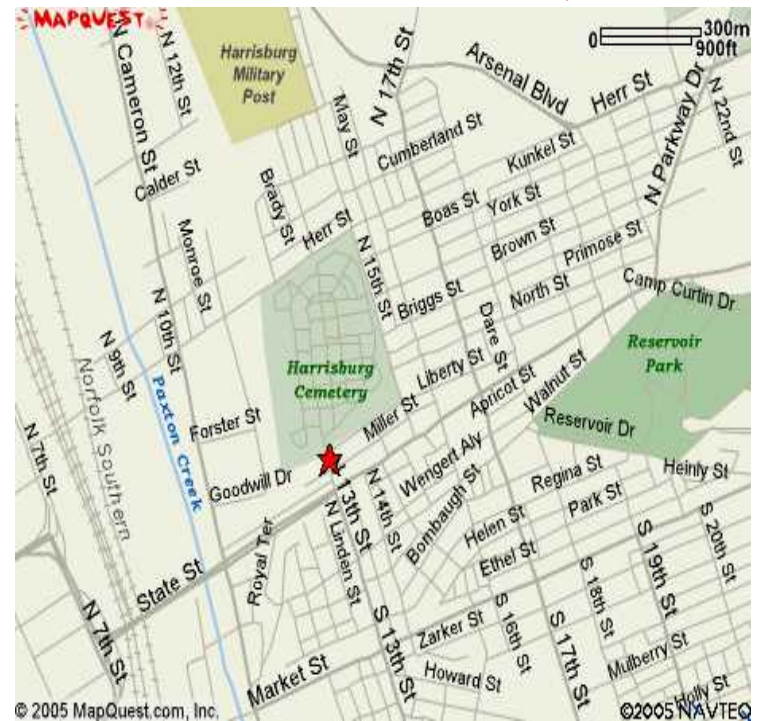 MAPQUEST
300m
0
900ft
N Cameron St
N 12th St
Harrisburg
Military
Post
N 17th St
Arsenal Blvd
Herr St
N Parkway Dr
N 22nd St
May St
Cumberland St
Kunkel St
Calder St
Brady St
Herr St
Boas St
York St
Monroe St
N 15th St
Brown St
Primose St
N 10th St
Briggs St
North St
Camp Curtin Dr
N 9th St
Norfolk Southern
Paxton Creek
Harrisburg
Cemetery
Dare St
Liberty St
Reservoir
Park
Apricot St
Walnut St
Forster St
Miller St
Reservoir Dr
N 7th St
Goodwill Dr
N 13th St
N 14th St
Wengert Aly
Regina St
Heinly St
Bombaugh St
Park St
N Linden St
Helen St
Royal Ter
Ethel St
State St
S 18th St
S 19th St
S 20th St
N 7th St
S 13th St
Zarker St
S 16th St
S 17th St
Mulberry St
Market St
Howard St
Holly St
© 2005 MapQuest.com, Inc.
©2005 NAVTEQ